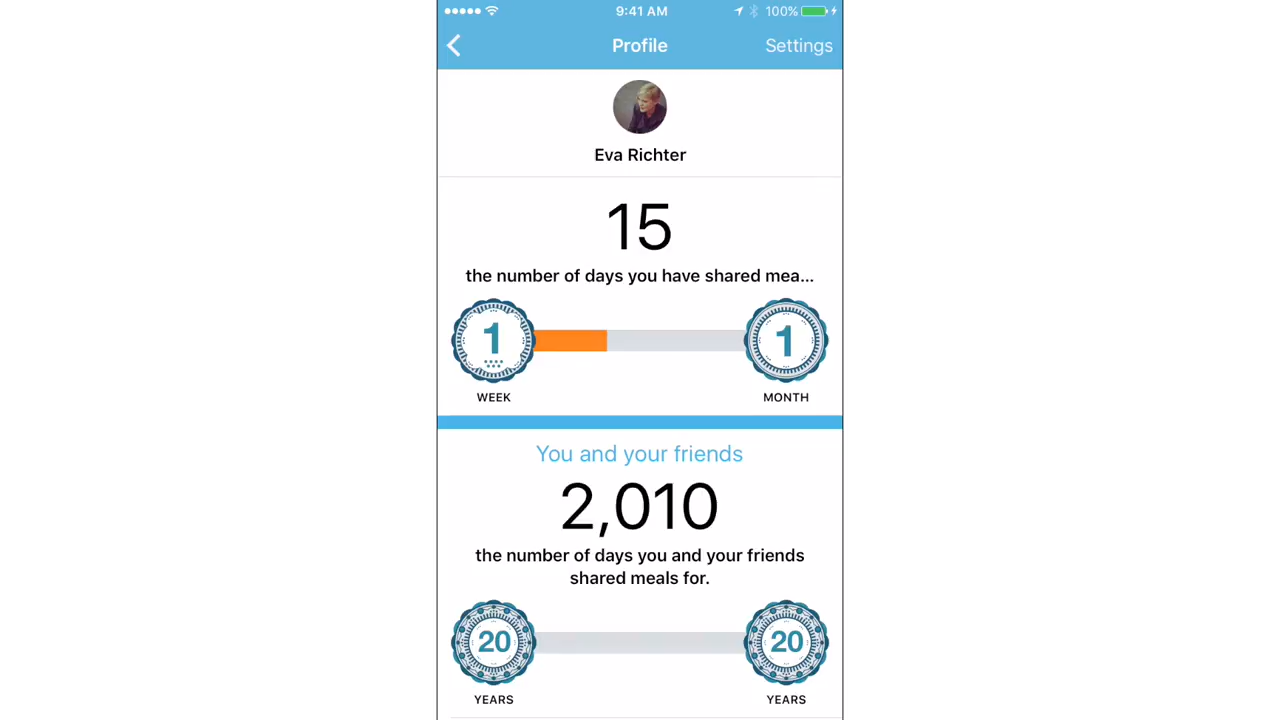 9:41 AM
100%
Profile
Settings
Eva Richter
15
the number of days you have shared mea...
1
1
WEEK
MONTH
You and your friends
2,010
the number of days you and your friends
shared meals for.
20
20
YEARS
YEARS